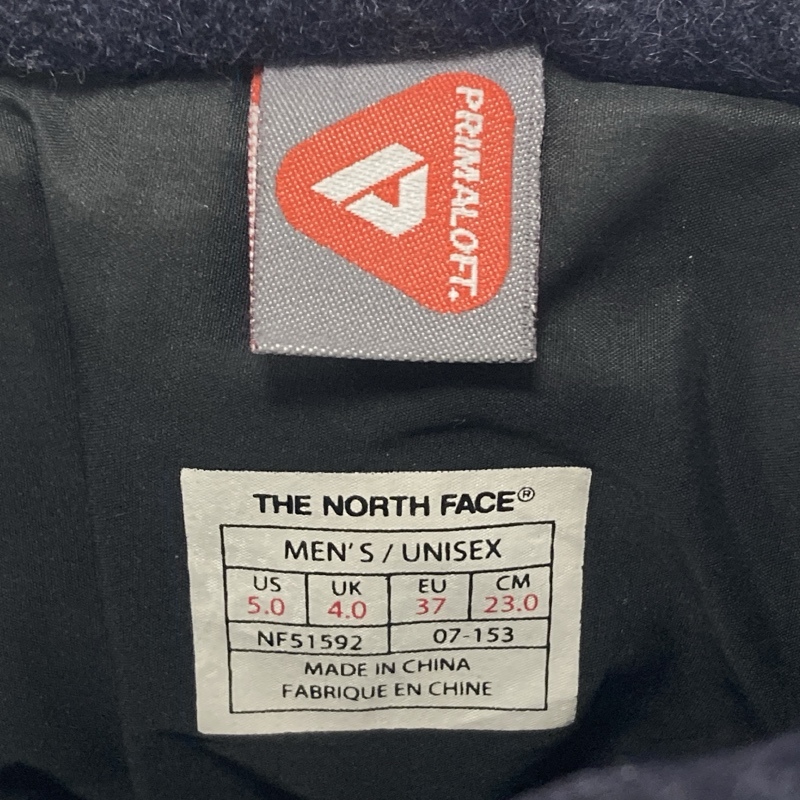 PRIMALOFT
THE NORTH FACE®
MEN'S / UNISEX
US UK EU CM
5.0 4.0 37 23.0
NF51592 07-153
MADE IN CHINA
FABRIQUE EN CHINE